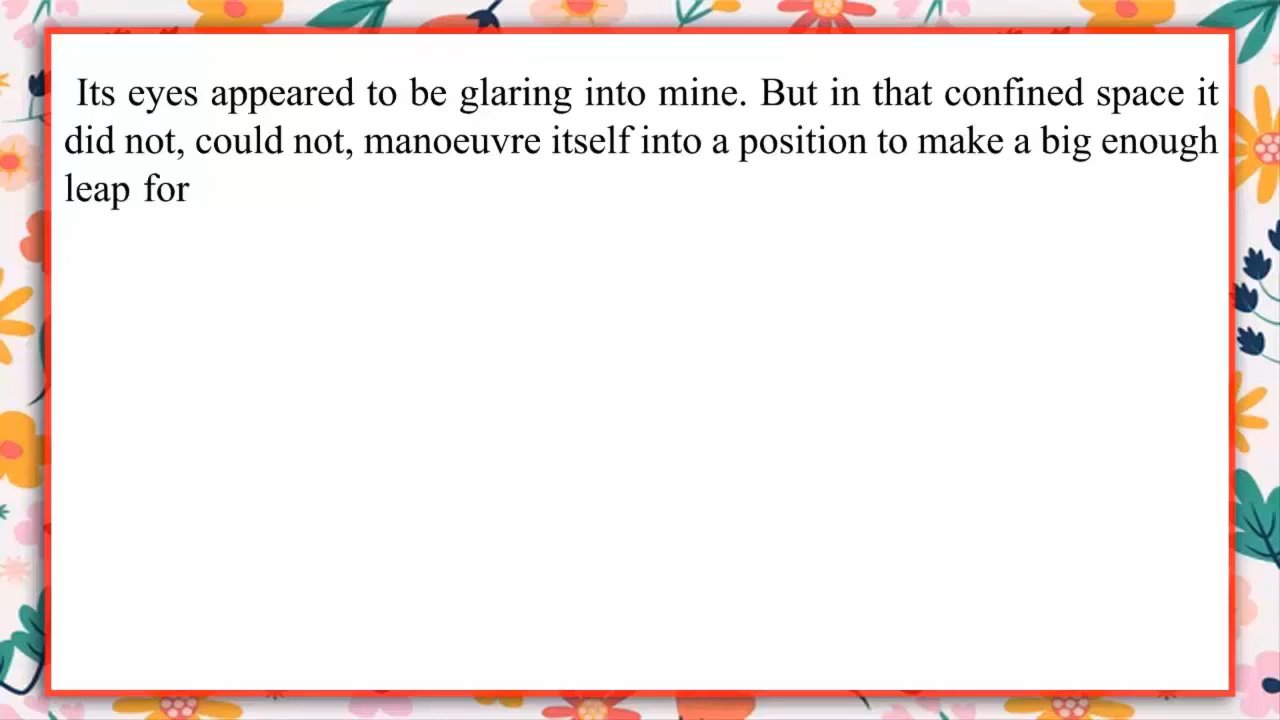 Its eyes appeared to be glaring into mine. But in that confined space it
did not, could not, manoeuvre itself into a position to make a big enough
leap for